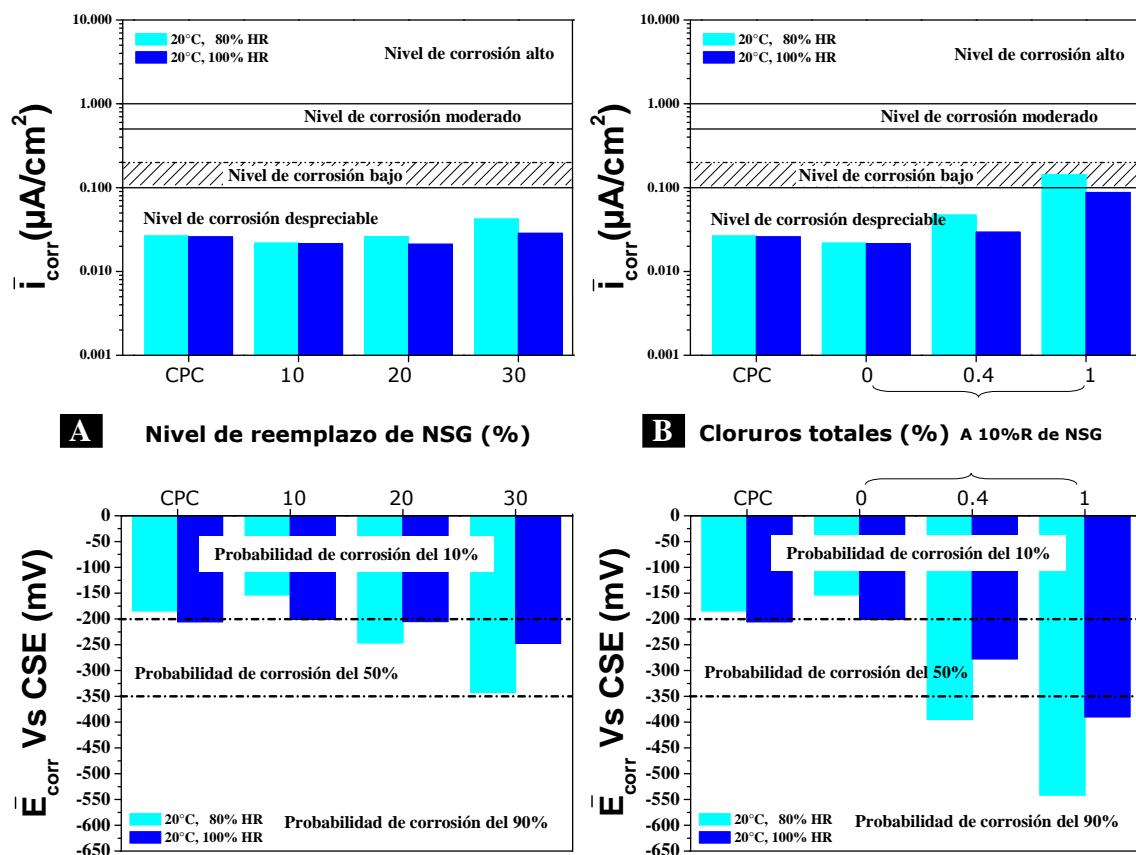 10.000
1.000
0.100
0.010
0.001
i̅corr(µA/cm²)
20°C, 80% HR
20°C, 100% HR
Nivel de corrosión alto
Nivel de corrosión moderado
Nivel de corrosión bajo
Nivel de corrosión despreciable
CPC 10 20 30
A Nivel de reemplazo de NSG (%)
10.000
1.000
0.100
0.010
0.001
i̅corr(µA/cm²)
20°C, 80% HR
20°C, 100% HR
Nivel de corrosión alto
Nivel de corrosión moderado
Nivel de corrosión bajo
Nivel de corrosión despreciable
CPC 0 0.4 1
B Cloruros totales (%) A 10%R de NSG
CPC 10 20 30
0
-50
-100
-150
-200
-250
-300
-350
-400
-450
-500
-550
-600
-650
E̅corr Vs CSE (mV)
Probabilidad de corrosión del 10%
Probabilidad de corrosión del 50%
Probabilidad de corrosión del 90%
20°C, 80% HR
20°C, 100% HR
CPC 0 0.4 1
0
-50
-100
-150
-200
-250
-300
-350
-400
-450
-500
-550
-600
-650
E̅corr Vs CSE (mV)
Probabilidad de corrosión del 10%
Probabilidad de corrosión del 50%
Probabilidad de corrosión del 90%
20°C, 80% HR
20°C, 100% HR